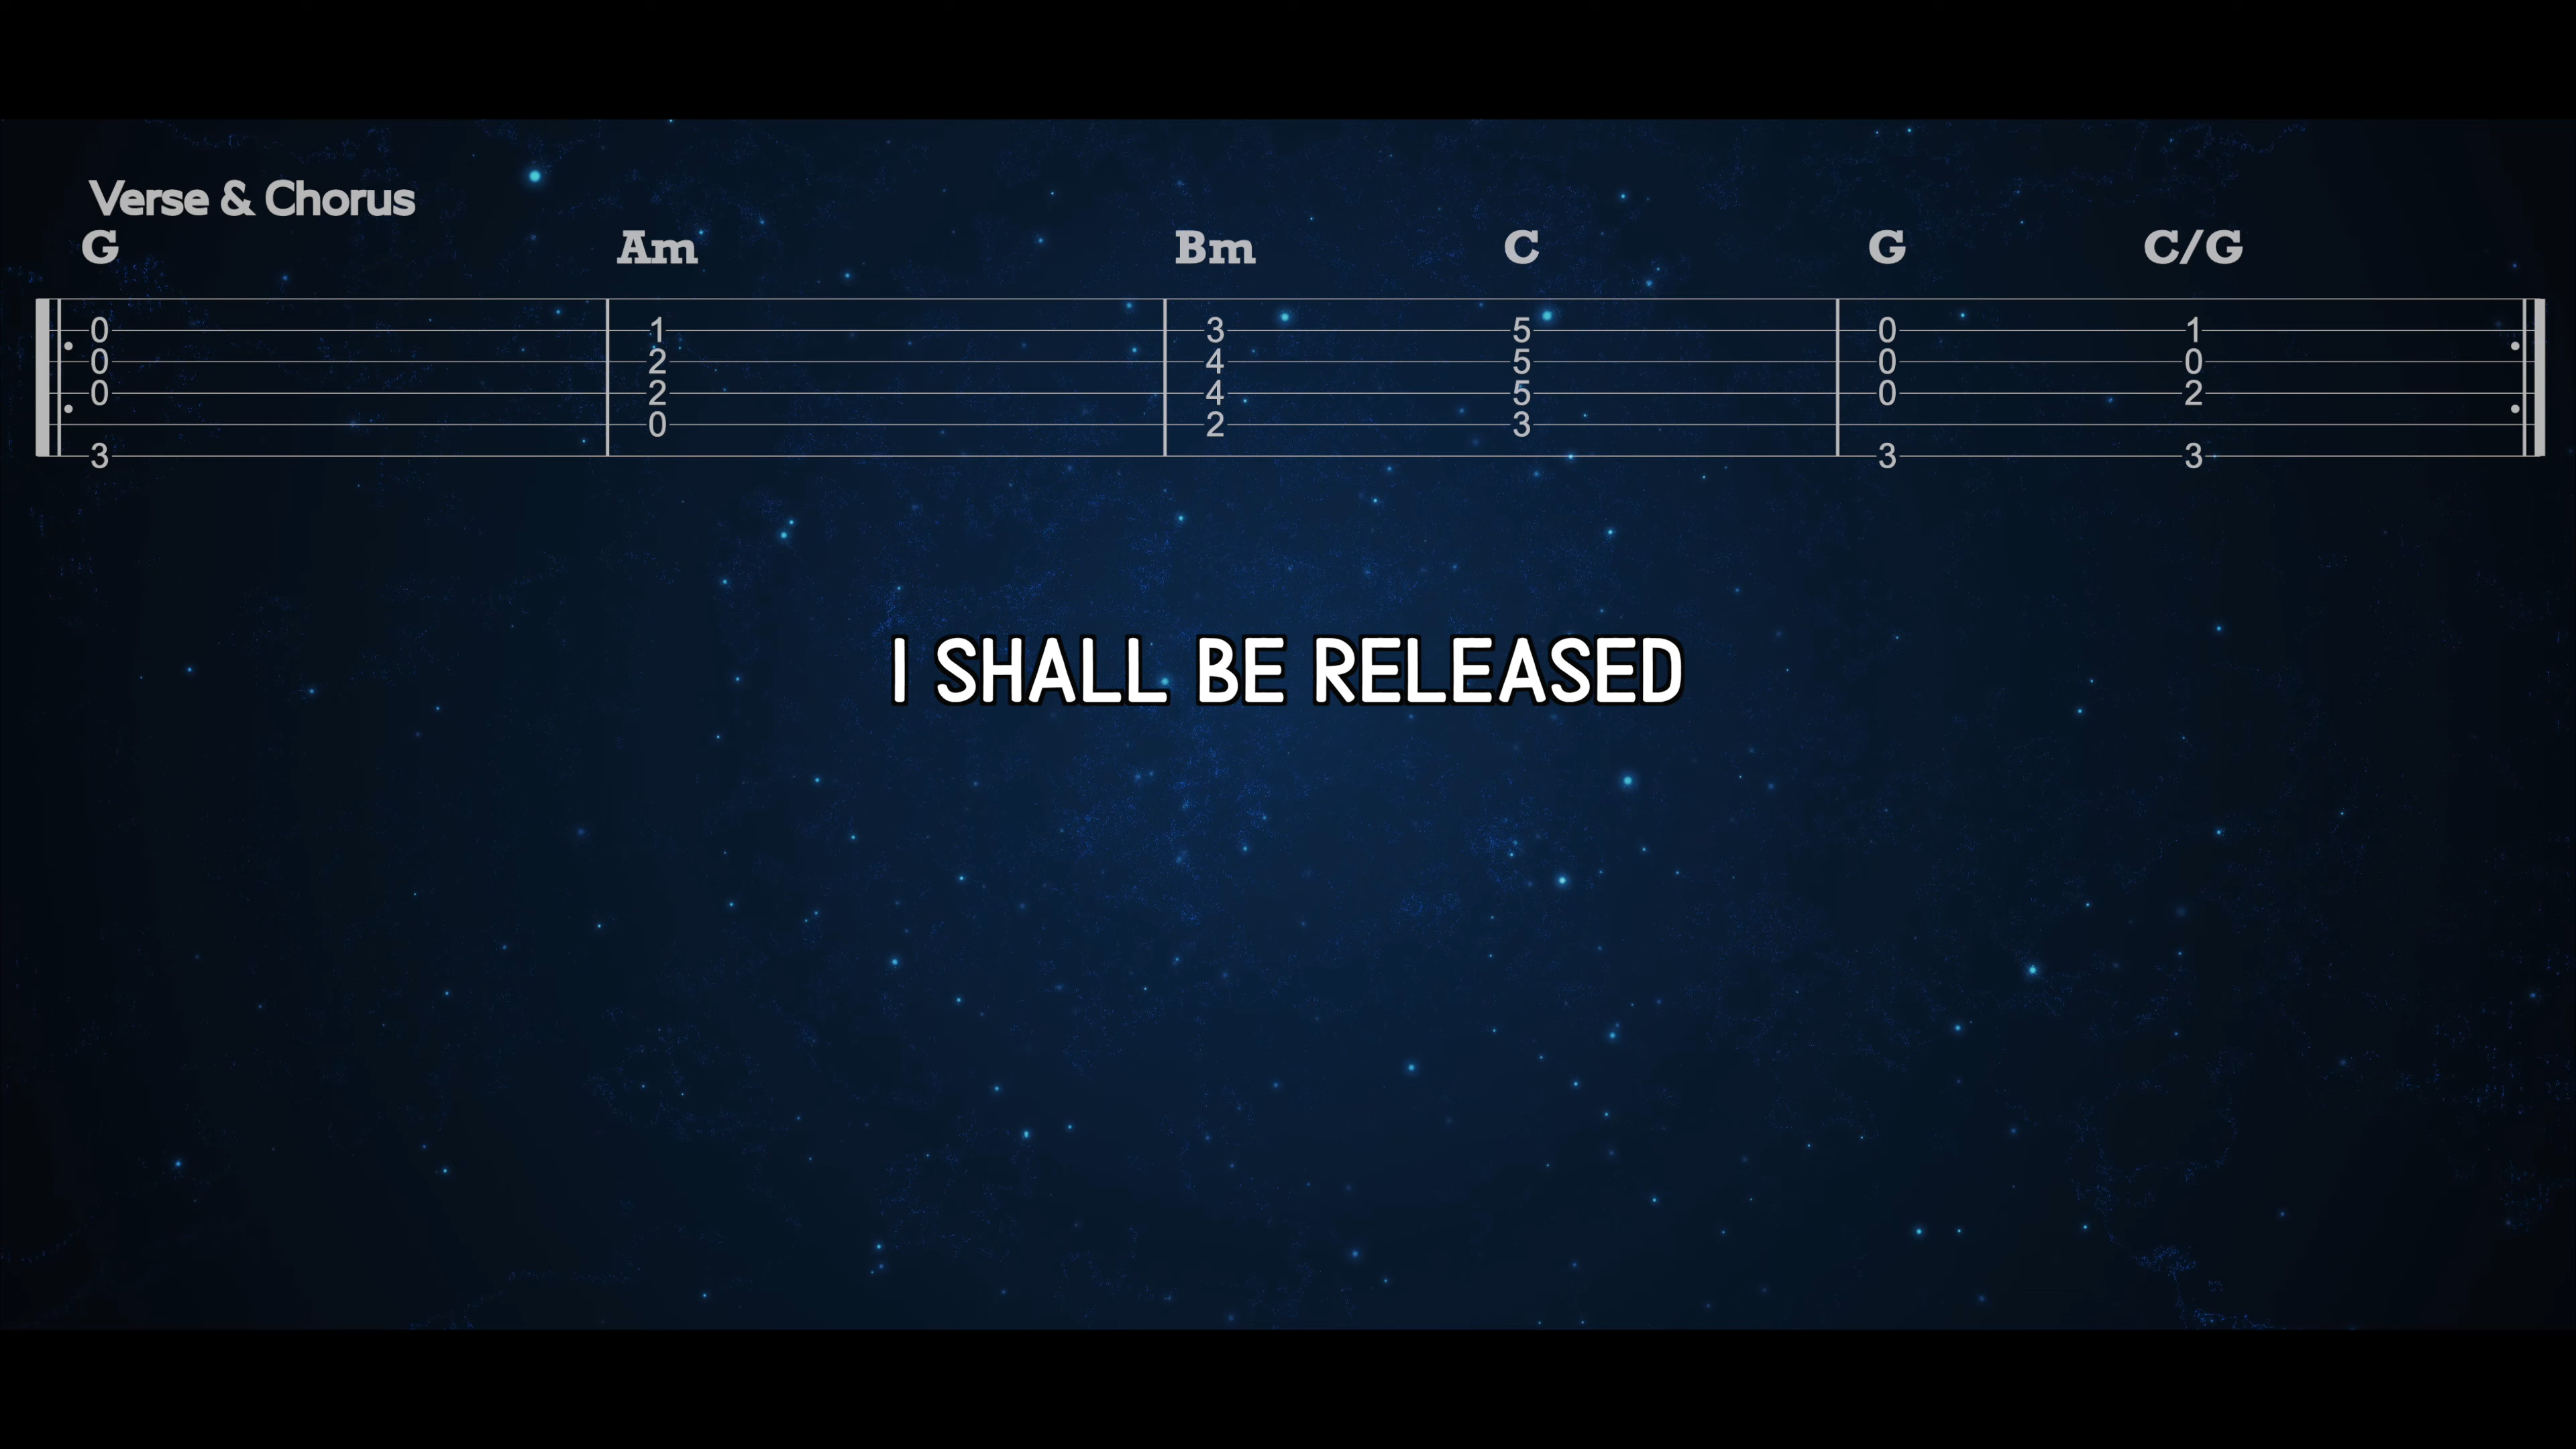 Verse & Chorus
G Am Bm C G C/G
0 1 3 5 0 1
0 2 4 5 0 0
0 2 4 5 0 2
0 2 3
3 3 3
I SHALL BE RELEASED